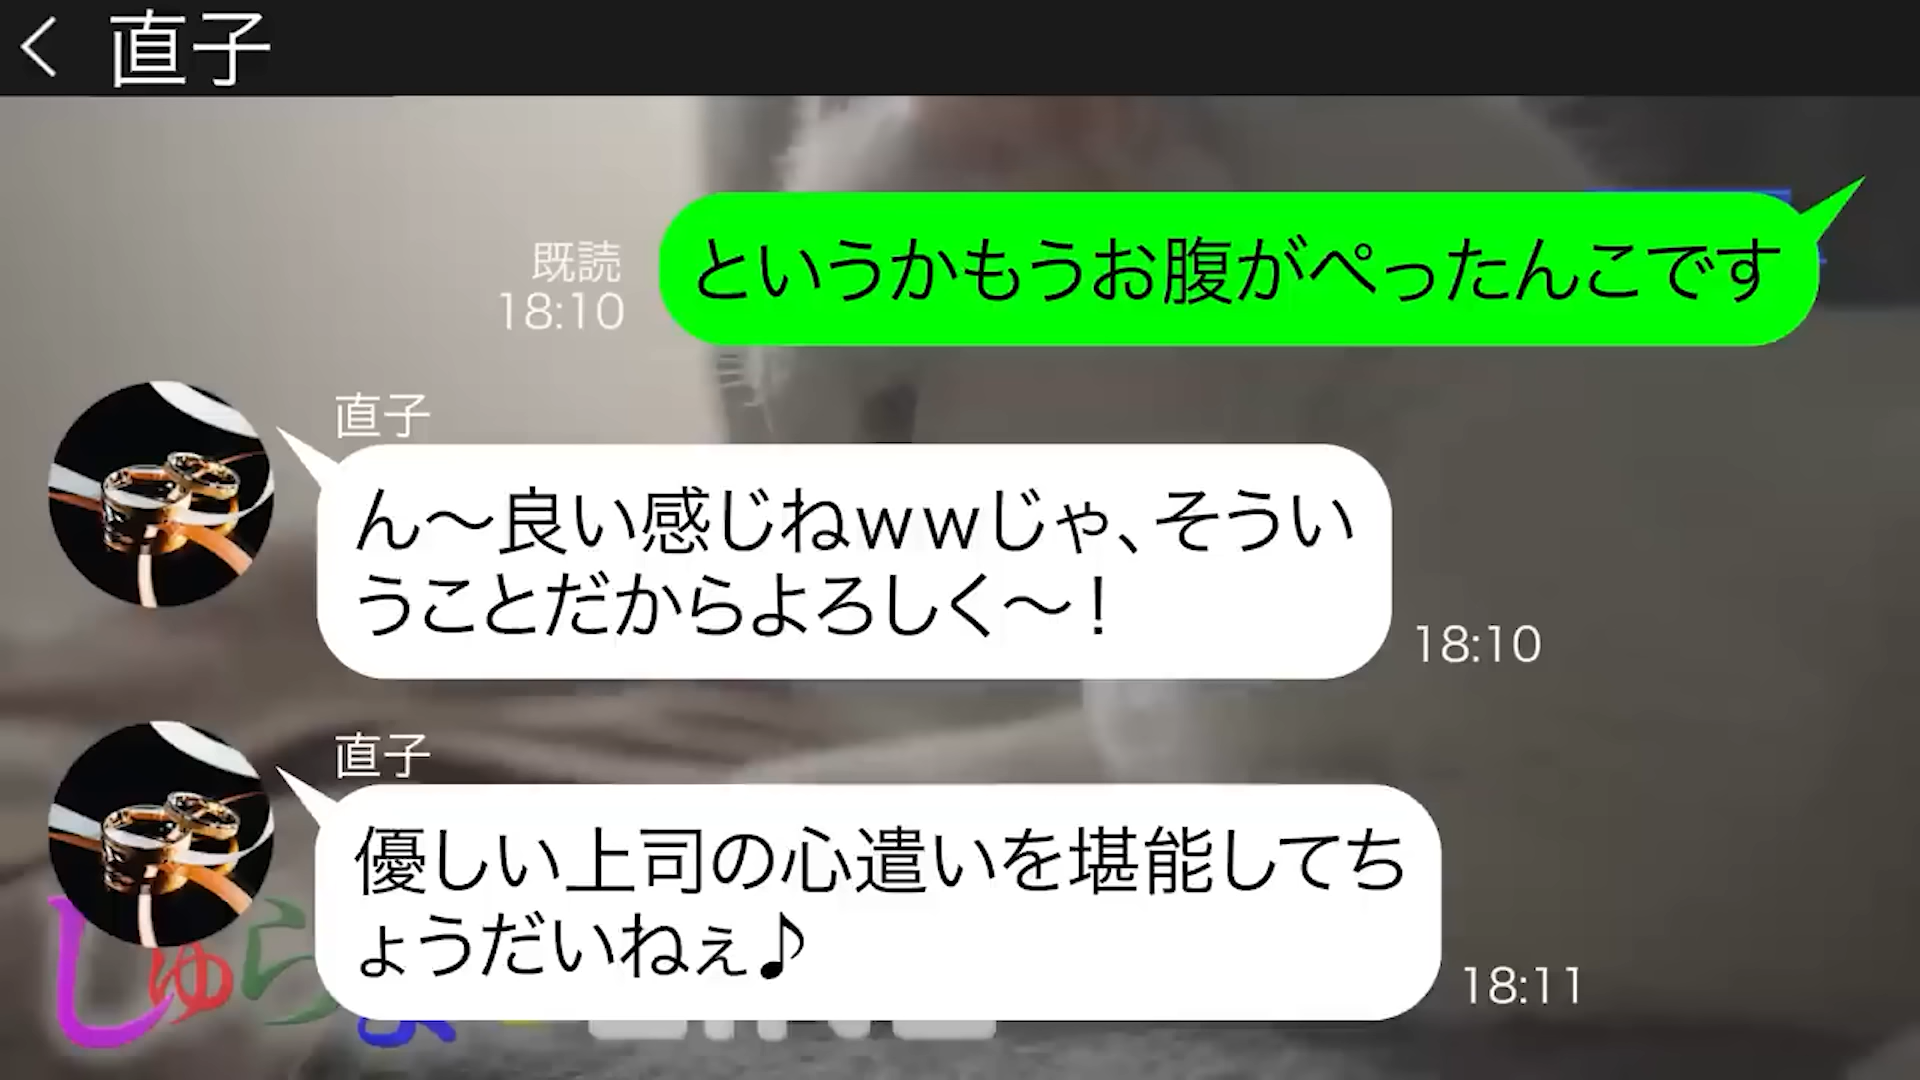 直子
というかもうお腹がぺったんこです
既読
18:10
直子
ん～良い感じねwwじゃ、そうい
うことだからよろしく～！
18:10
直子
優しい上司の心遣いを堪能してち
ょうだいねぇ♪
18:11
しゅら